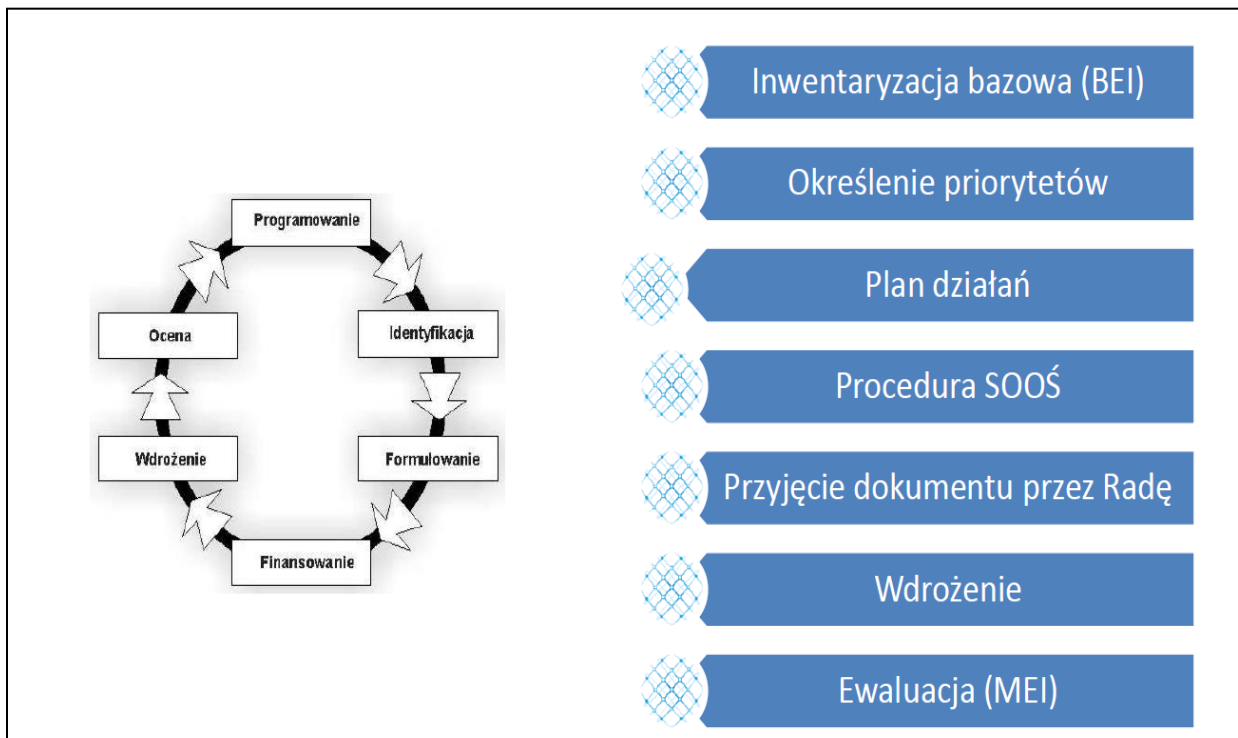 Programowanie
Identyfikacja
Formułowanie
Finansowanie
Wdrożenie
Ocena
Inwentaryzacja bazowa (BEI)
Określenie priorytetów
Plan działań
Procedura SOOŚ
Przyjęcie dokumentu przez Radę
Wdrożenie
Ewaluacja (MEI)